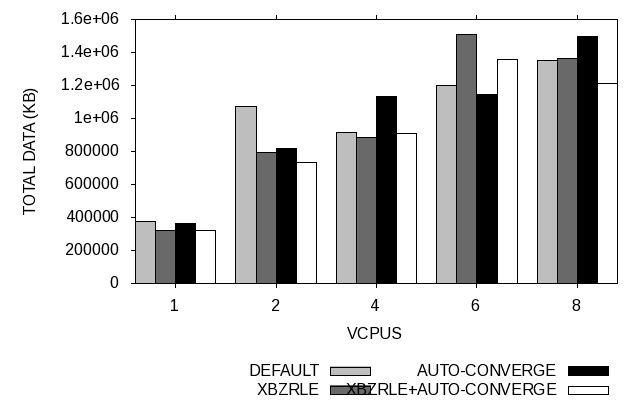 1.6e+06
1.4e+06
1.2e+06
1e+06
800000
600000
400000
200000
0
TOTAL DATA (KB)
1 2 4 6 8
VCPUS
DEFAULT AUTO-CONVERGE
XBZRLE XBZRLE+AUTO-CONVERGE